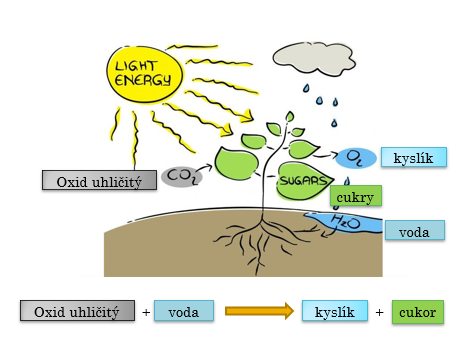 LIGHT
ENERGY
O₂
kyslík
Oxid uhličitý
CO₂
SUGARS
cukry
H₂O
voda
Oxid uhličitý + voda kyslík + cukor